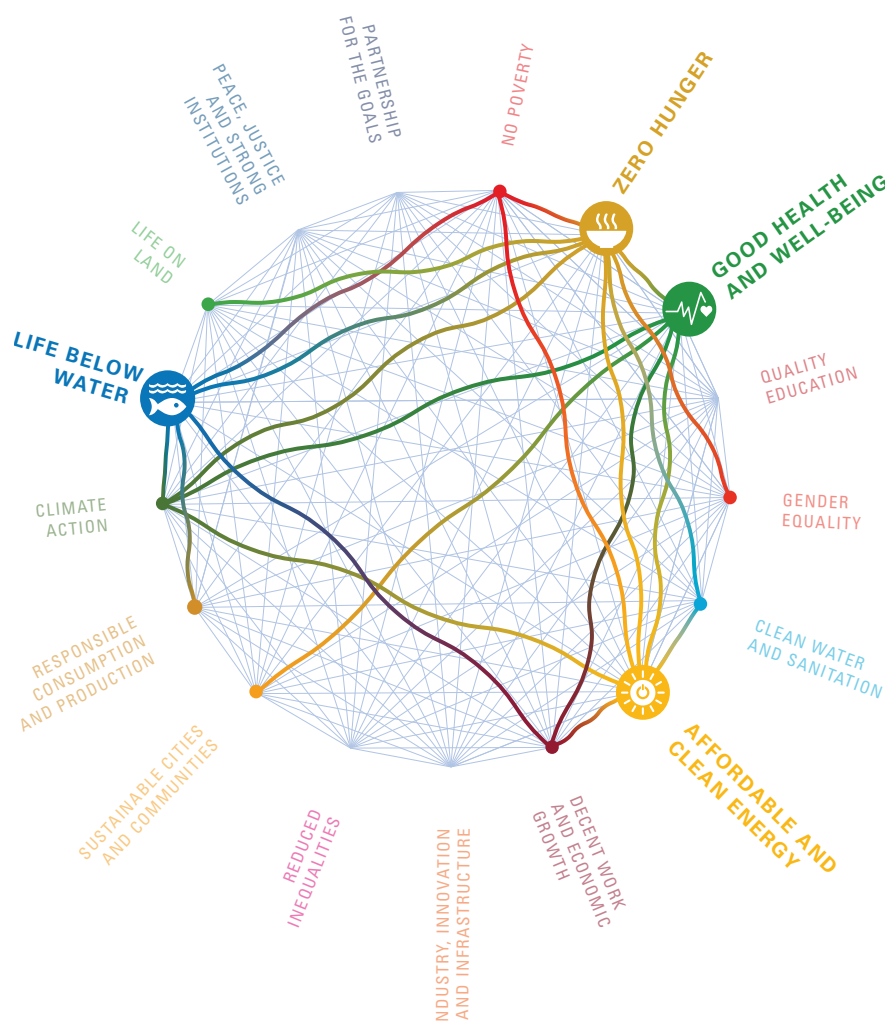 NO POVERTY
ZERO HUNGER
GOOD HEALTH
AND WELL-BEING
QUALITY
EDUCATION
GENDER
EQUALITY
CLEAN WATER
AND SANITATION
AFFORDABLE AND
CLEAN ENERGY
DECENT WORK
AND ECONOMIC
GROWTH
NDUSTRY, INNOVATION
AND INFRASTRUCTURE
REDUCED
INEQUALITIES
SUSTAINABLE CITIES
AND COMMUNITIES
RESPONSIBLE
CONSUMPTION
AND PRODUCTION
CLIMATE
ACTION
LIFE BELOW
WATER
LIFE ON
LAND
PEACE, JUSTICE
AND STRONG
INSTITUTIONS
PARTNERSHIP
FOR THE GOALS